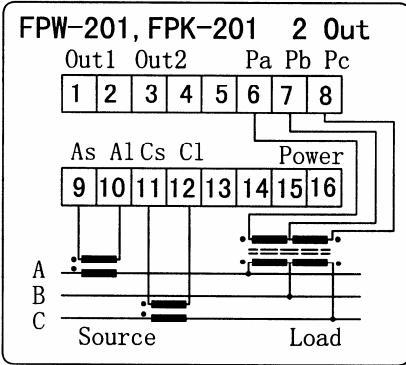 FPW-201, FPK-201 2 Out
Out1 Out2 Pa Pb Pc
1 2 3 4 5 6 7 8
As Al Cs Cl Power
9 10 11 12 13 14 15 16
A
B
C
Source Load